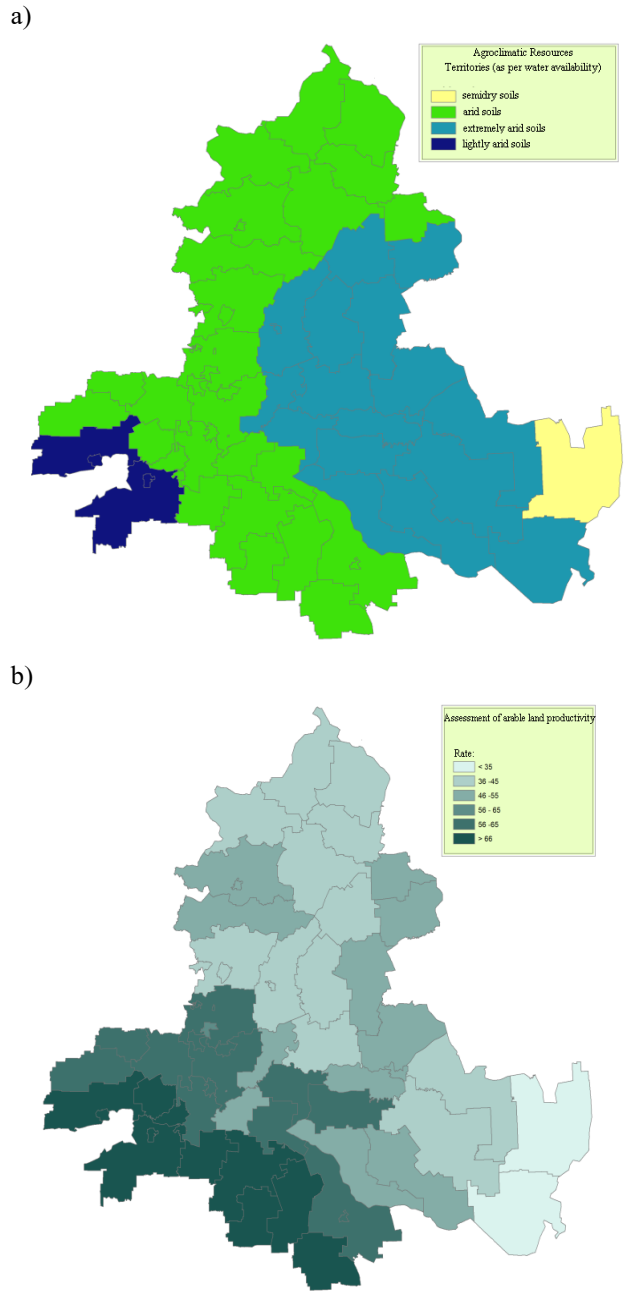 a)
Agroclimatic Resources
Territories (as per water availability)
semidry soils
arid soils
extremely arid soils
lightly arid soils
b)
Assessment of arable land productivity
Rate:
< 35
36 -45
46 -55
56 - 65
56 -65
> 66